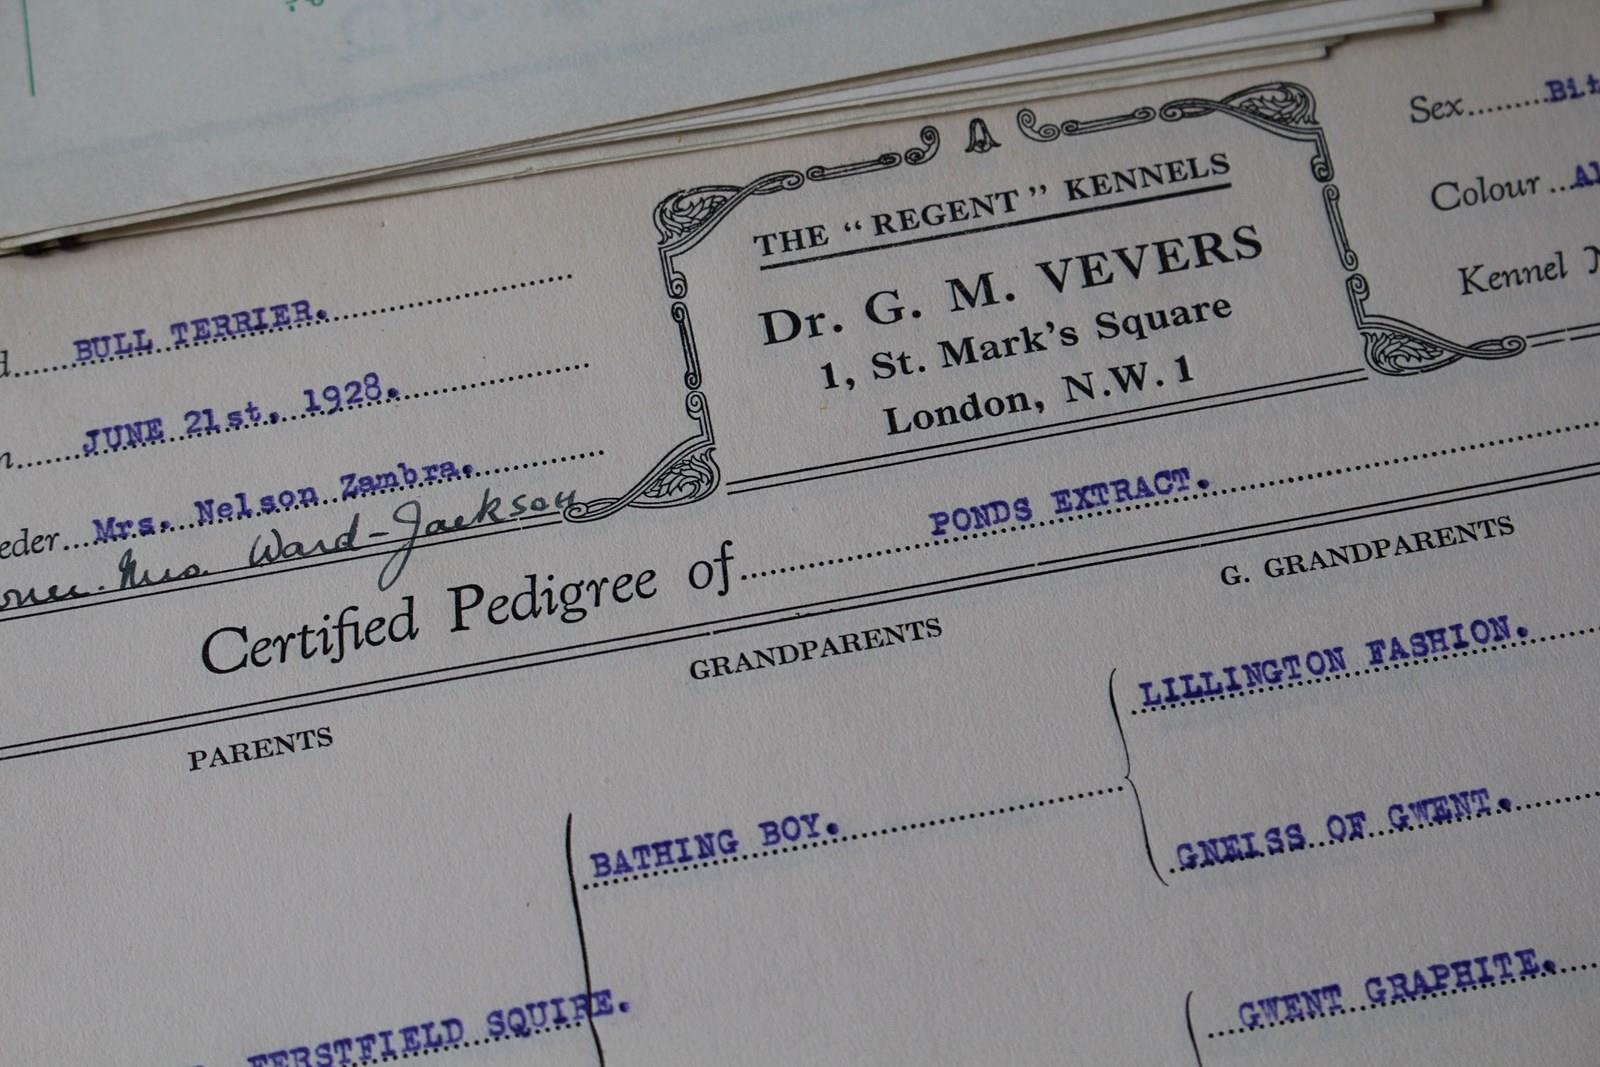 BULL TERRIER.
JUNE 21st. 1928.
eder Mrs. Nelson Zambra.
Mrs. Ward-Jackson
THE “REGENT” KENNELS
Dr. G. M. VEVERS
1, St. Mark's Square
London, N.W.1
Sex
Colour
Kennel
Certified Pedigree of PONDS EXTRACT.
PARENTS
GRANDPARENTS
G. GRANDPARENTS
LILLINGTON FASHION.
BATHING BOY.
GNEISS OF GWENT.
GWENT GRAPHITE.
FERSTFIELD SQUIRE.